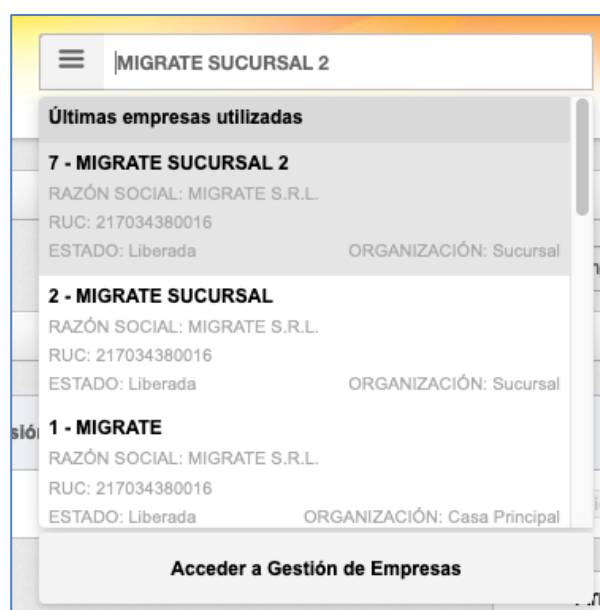 MIGRATE SUCURSAL 2
Últimas empresas utilizadas
7 - MIGRATE SUCURSAL 2
RAZÓN SOCIAL: MIGRATE S.R.L.
RUC: 217034380016
ESTADO: Liberada ORGANIZACIÓN: Sucursal
2 - MIGRATE SUCURSAL
RAZÓN SOCIAL: MIGRATE S.R.L.
RUC: 217034380016
ESTADO: Liberada ORGANIZACIÓN: Sucursal
1 - MIGRATE
RAZÓN SOCIAL: MIGRATE S.R.L.
RUC: 217034380016
ESTADO: Liberada ORGANIZACIÓN: Casa Principal
Acceder a Gestión de Empresas